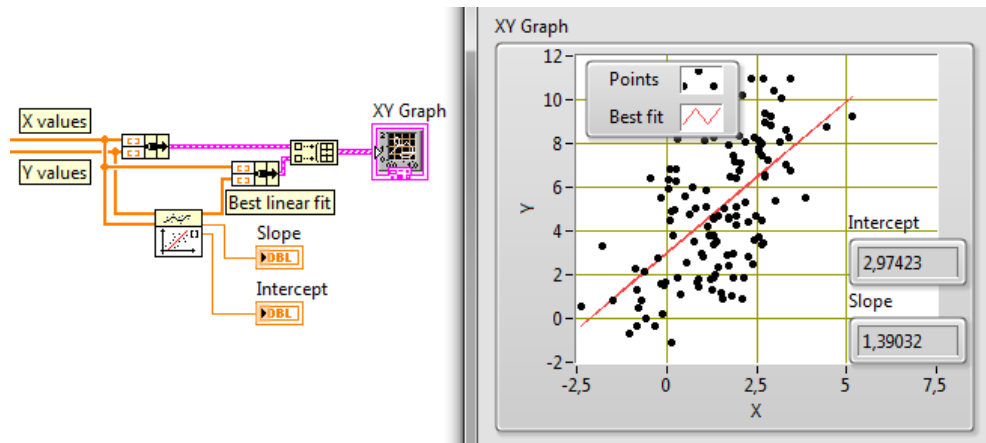 X values
Y values
XY Graph
Best linear fit
Slope
DBL
Intercept
DBL
XY Graph
Points
Best fit
12
10
8
6
4
2
0
-2
Y
-2,5
0
2,5
5
7,5
X
Intercept
2,97423
Slope
1,39032